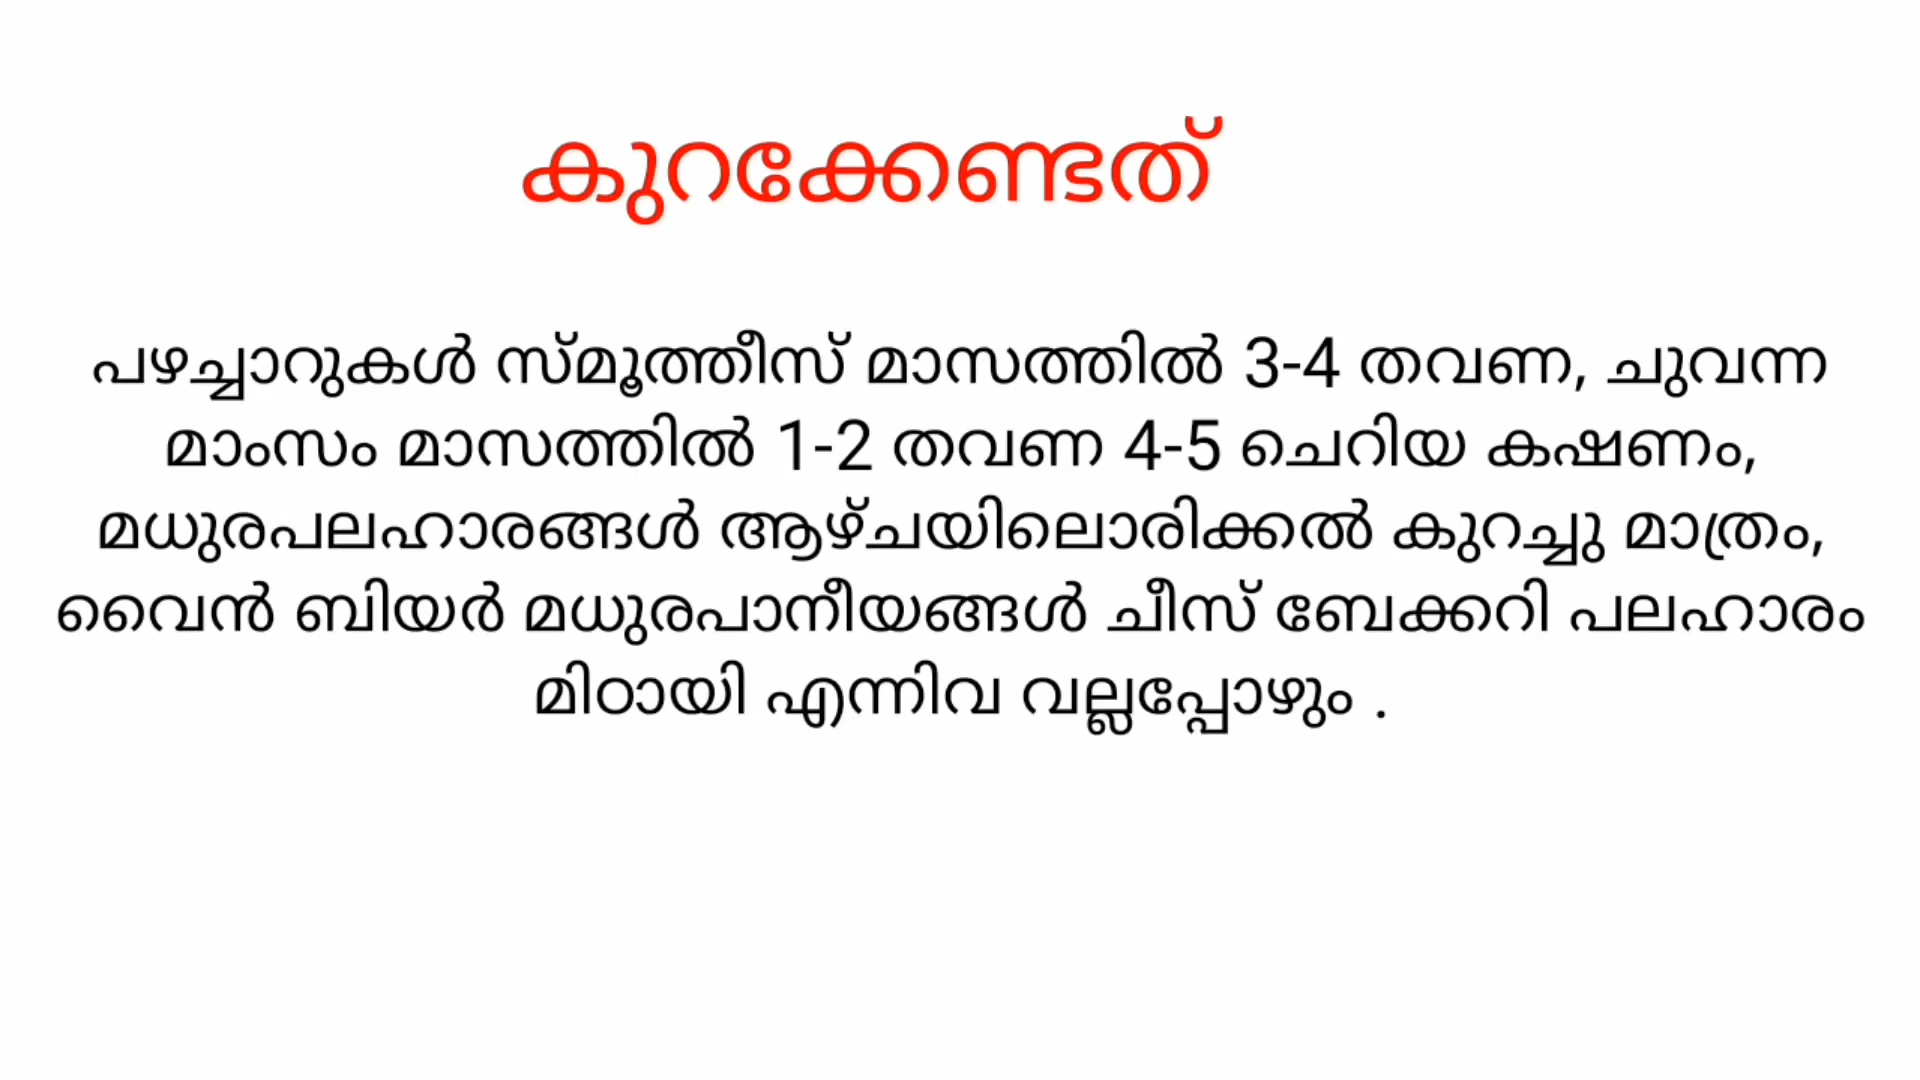 കുറക്കേണ്ടത്
പഴച്ചാറുകൾ സ്മൂത്തീസ് മാസത്തിൽ 3-4 തവണ, ചുവന്ന
മാംസം മാസത്തിൽ 1-2 തവണ 4-5 ചെറിയ കഷണം,
മധുരപലഹാരങ്ങൾ ആഴ്ചയിലൊരിക്കൽ കുറച്ചു മാത്രം,
വൈൻ ബിയർ മധുരപാനീയങ്ങൾ ചീസ് ബേക്കറി പലഹാരം
മിഠായി എന്നിവ വല്ലപ്പോഴും .